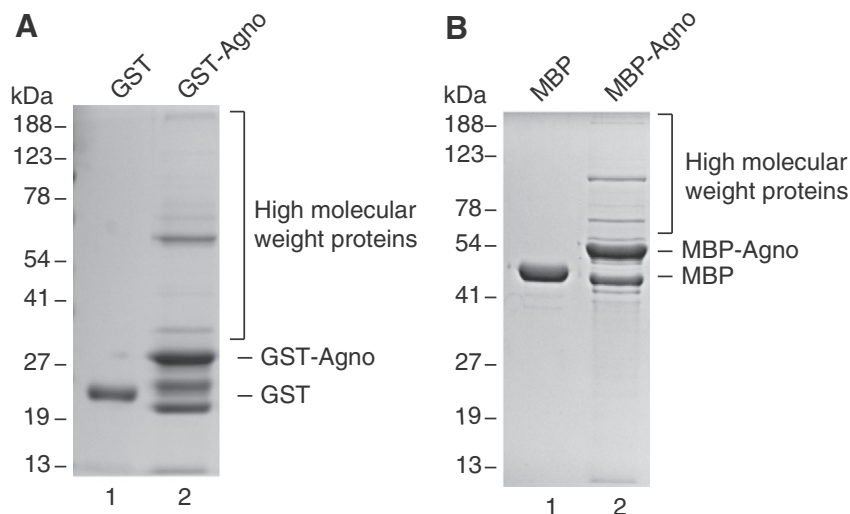 A
GST
GST-Agno
kDa
188
123
78
54
41
27
19
13
High molecular
weight proteins
GST-Agno
GST
1 2
B
MBP
MBP-Agno
kDa
188
123
78
54
41
27
19
13
High molecular
weight proteins
MBP-Agno
MBP
1 2